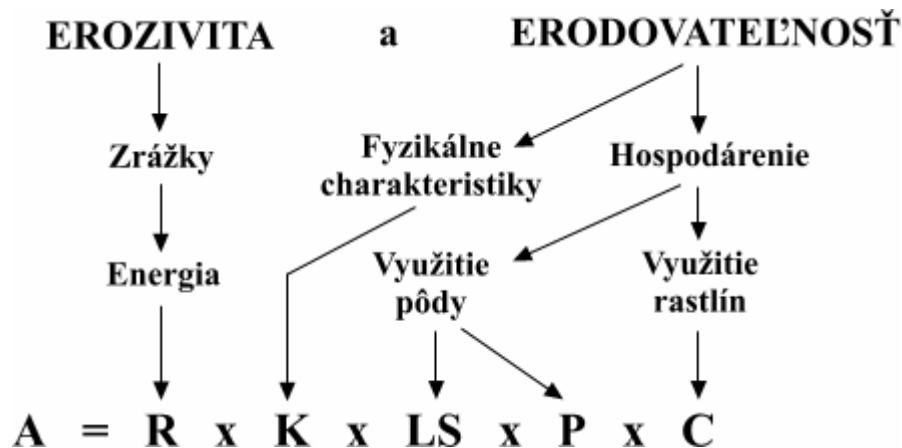 EROZIVITA a ERODOVATEĽNOSŤ
Zrážky
Fyzikálne
charakteristiky
Hospodárenie
Energia
Využitie
pôdy
Využitie
rastlín
A = R x K x LS x P x C